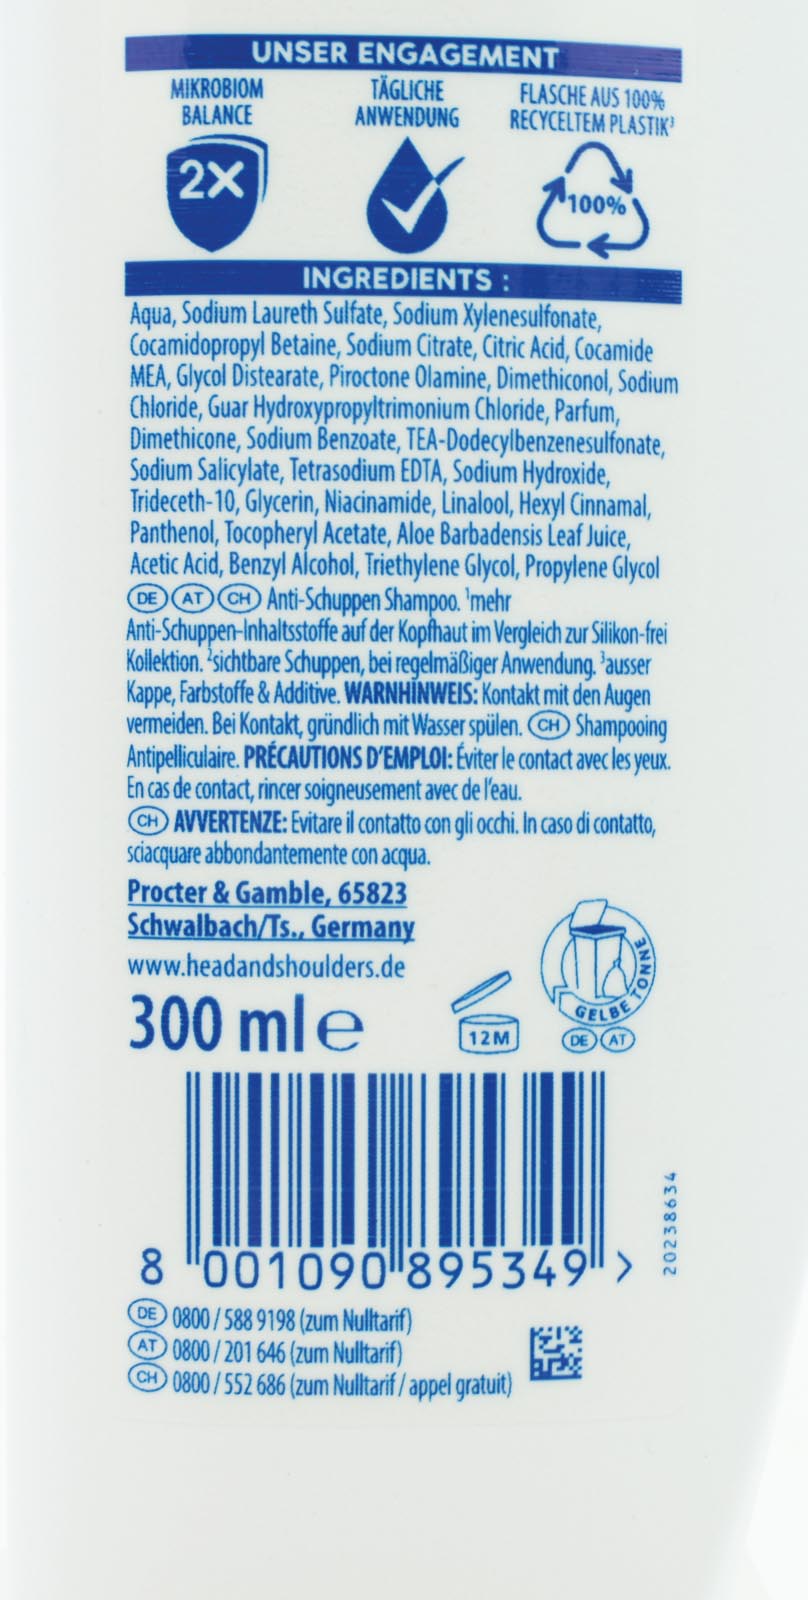 UNSER ENGAGEMENT
MIKROBIOM
BALANCE
TÄGLICHE
ANWENDUNG
FLASCHE AUS 100%
RECYCELTEM PLASTIK³
2X
100%
INGREDIENTS :
Aqua, Sodium Laureth Sulfate, Sodium Xylenesulfonate,
Cocamidopropyl Betaine, Sodium Citrate, Citric Acid, Cocamide
MEA, Glycol Distearate, Piroctone Olamine, Dimethiconol, Sodium
Chloride, Guar Hydroxypropyltrimonium Chloride, Parfum,
Dimethicone, Sodium Benzoate, TEA-Dodecylbenzenesulfonate,
Sodium Salicylate, Tetrasodium EDTA, Sodium Hydroxide,
Trideceth-10, Glycerin, Niacinamide, Linalool, Hexyl Cinnamal,
Panthenol, Tocopheryl Acetate, Aloe Barbadensis Leaf Juice,
Acetic Acid, Benzyl Alcohol, Triethylene Glycol, Propylene Glycol
DE AT CH Anti-Schuppen Shampoo. ¹mehr
Anti-Schuppen-Inhaltsstoffe auf der Kopfhaut im Vergleich zur Silikon-frei
Kollektion. ²sichtbare Schuppen, bei regelmäßiger Anwendung. ³ausser
Kappe, Farbstoffe & Additive. WARNHINWEIS: Kontakt mit den Augen
vermeiden. Bei Kontakt, gründlich mit Wasser spülen. CH Shampooing
Antipelliculaire. PRÉCAUTIONS D'EMPLOI: Éviter le contact avec les yeux.
En cas de contact, rincer soigneusement avec de l'eau.
CH AVVERTENZE: Evitare il contatto con gli occhi. In caso di contatto,
sciacquare abbondantemente con acqua.
Procter & Gamble, 65823
Schwalbach/Ts., Germany
www.headandshoulders.de
300 ml e
12M
GELBE TONNE
DE AT
8 001090 895349 >
20238634
DE 0800 / 588 9198 (zum Nulltarif)
AT 0800 / 201 646 (zum Nulltarif)
CH 0800 / 552 686 (zum Nulltarif / appel gratuit)